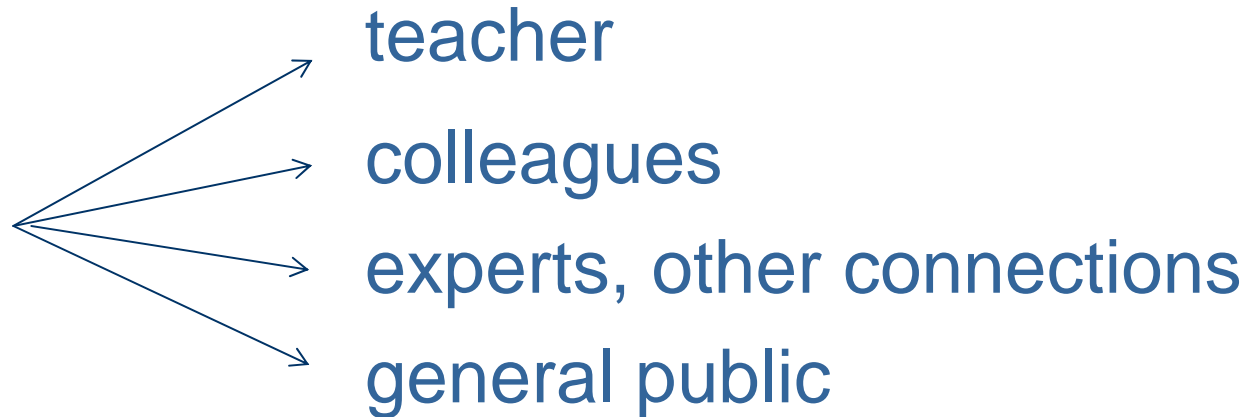 teacher
colleagues
experts, other connections
general public